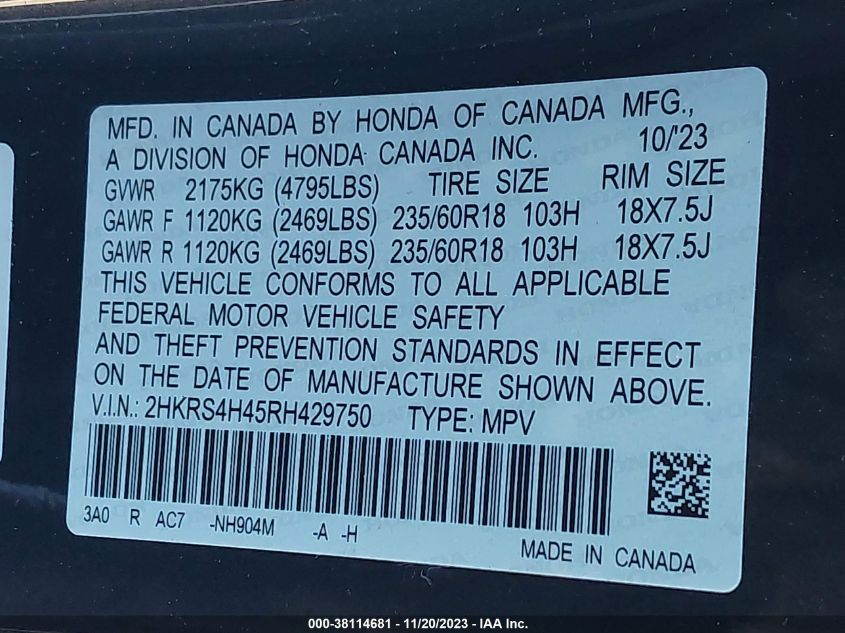 MFD. IN CANADA BY HONDA OF CANADA MFG.,
A DIVISION OF HONDA CANADA INC. 10/'23
GVWR 2175KG (4795LBS) TIRE SIZE RIM SIZE
GAWR F 1120KG (2469LBS) 235/60R18 103H 18X7.5J
GAWR R 1120KG (2469LBS) 235/60R18 103H 18X7.5J
THIS VEHICLE CONFORMS TO ALL APPLICABLE
FEDERAL MOTOR VEHICLE SAFETY
AND THEFT PREVENTION STANDARDS IN EFFECT
ON THE DATE OF MANUFACTURE SHOWN ABOVE.
V.I.N.: 2HKRS4H45RH429750 TYPE: MPV
3A0 R AC7 -NH904M -A -H
MADE IN CANADA
000-38114681 - 11/20/2023 - IAA Inc.